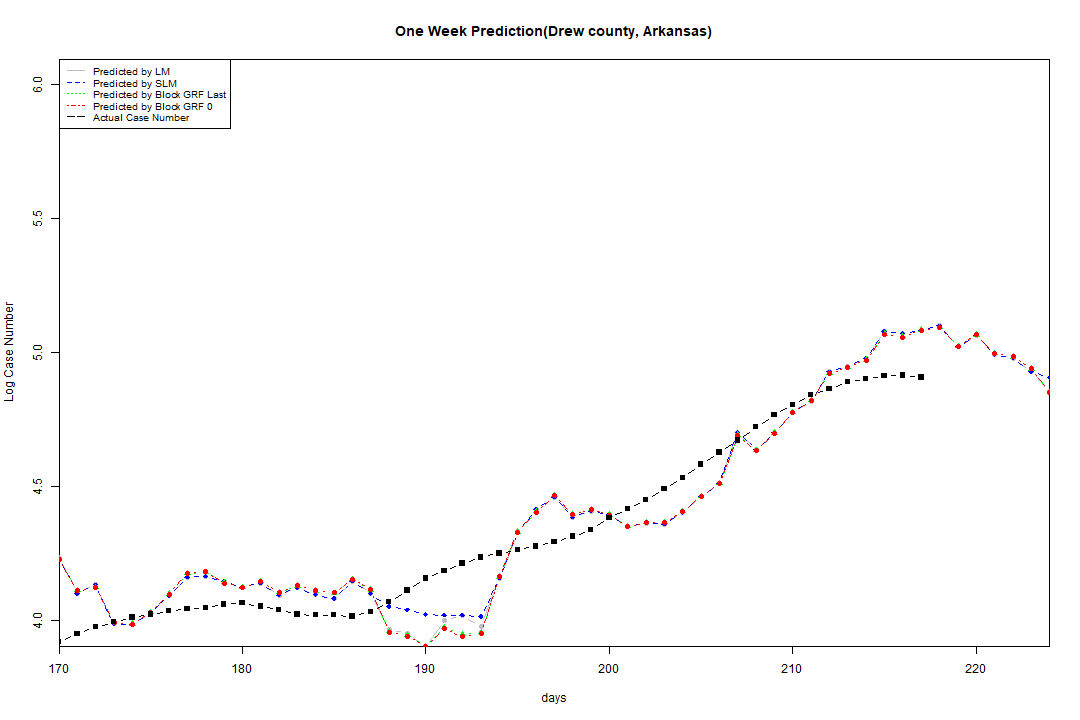 One Week Prediction(Drew county, Arkansas)
Predicted by LM
Predicted by SLM
Predicted by Block GRF Last
Predicted by Block GRF 0
Actual Case Number
6.0
5.5
5.0
4.5
4.0
Log Case Number
170 180 190 200 210 220
days